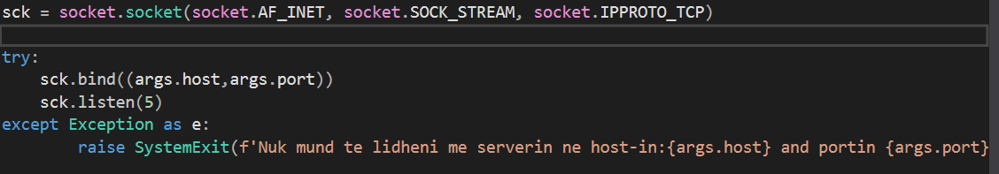 sck = socket.socket(socket.AF_INET, socket.SOCK_STREAM, socket.IPPROTO_TCP)
try:
    sck.bind((args.host,args.port))
    sck.listen(5)
except Exception as e:
        raise SystemExit(f'Nuk mund te lidheni me serverin ne host-in:{args.host} and portin {args.port}